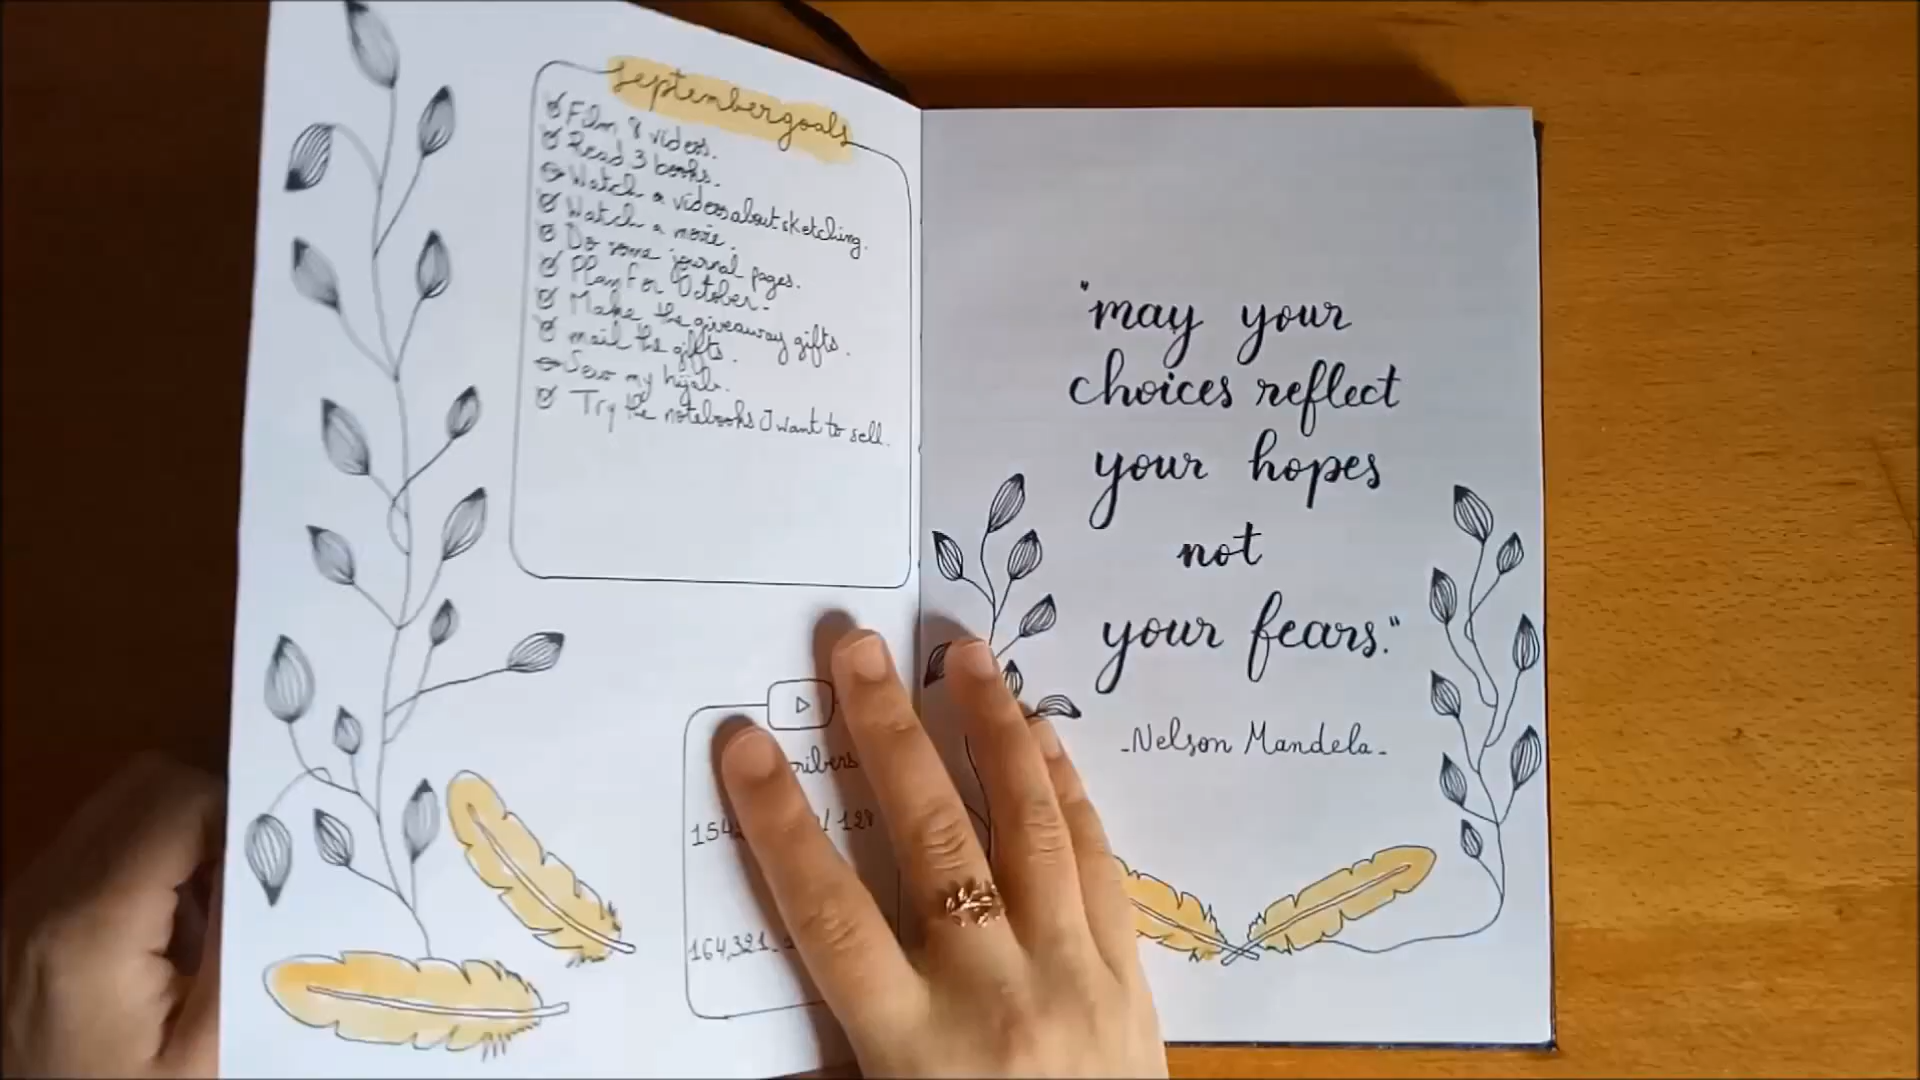 septembergoals
Film 8 videos.
Read 3 books.
Watch a videos about sketching.
Watch a movie.
Do some journal pages.
Plan for October.
Make the giveaway gifts.
mail the gifts.
Sew my hijab.
Try the notebooks I want to sell.
"may your
choices reflect
your hopes
not
your fears."
-Nelson Mandela-